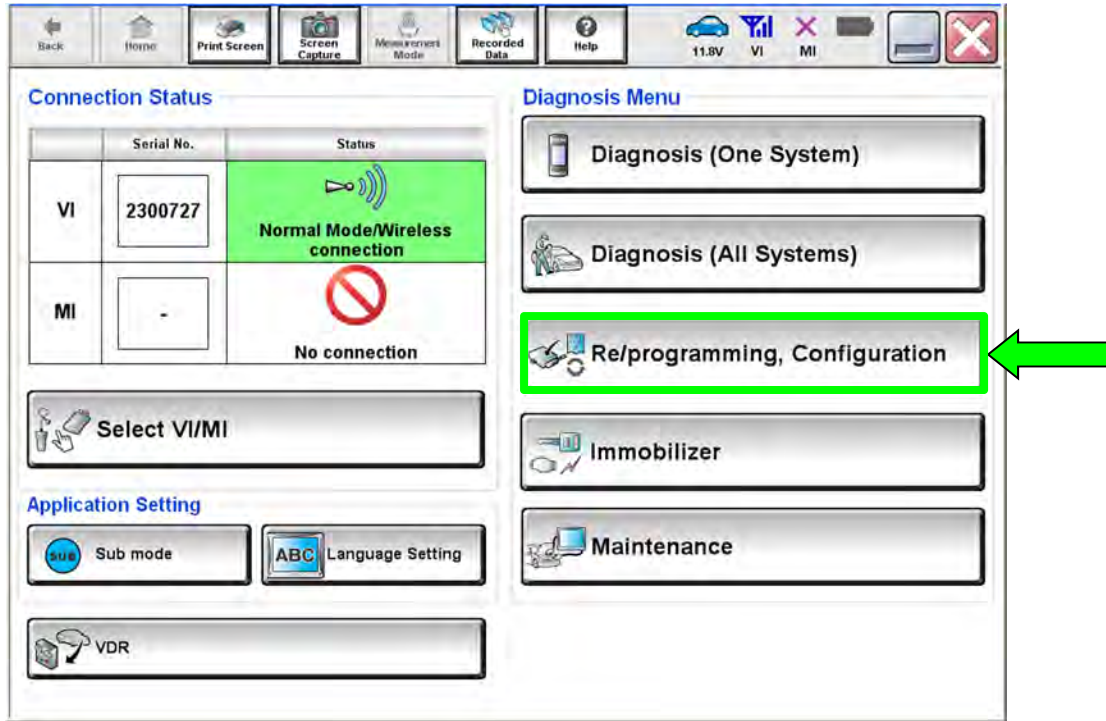 Back
Home
Print Screen
Screen
Capture
Measurement
Mode
Recorded
Data
Help
11.8V
VI
MI
Connection Status
Serial No.
Status
VI
2300727
Normal Mode/Wireless
connection
MI
-
No connection
Select VI/MI
Application Setting
SUB
Sub mode
ABC
Language Setting
VDR
Diagnosis Menu
Diagnosis (One System)
Diagnosis (All Systems)
Re/programming, Configuration
Immobilizer
Maintenance